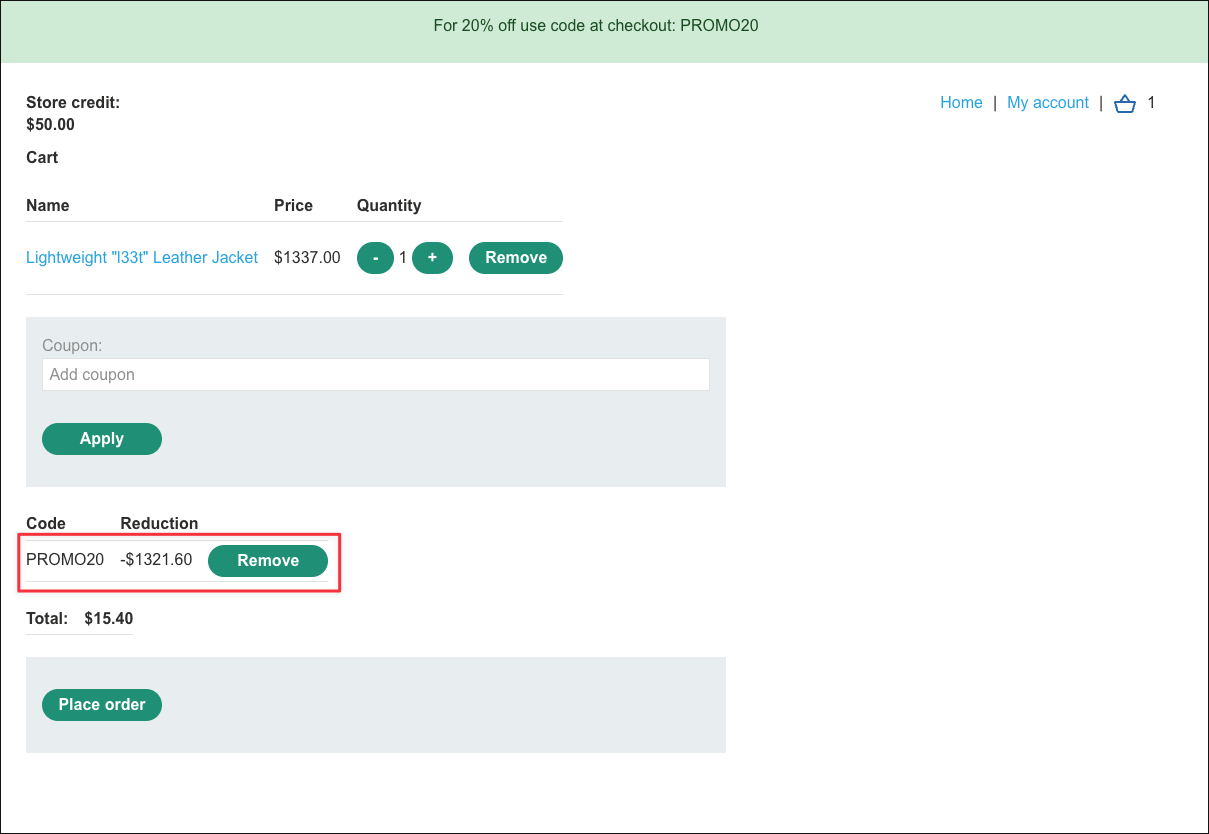 For 20% off use code at checkout: PROMO20
Store credit:
$50.00
Home | My account | 1
Cart
Name Price Quantity
Lightweight "l33t" Leather Jacket $1337.00 - 1 + Remove
Coupon:
Add coupon
Apply
Code Reduction
PROMO20 -$1321.60 Remove
Total: $15.40
Place order